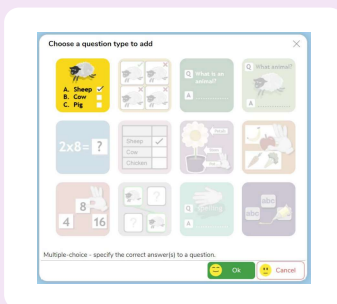 Choose a question type to add
A. Sheep
B. Cow
C. Pig
Q What is an animal?
A
Q What animal?
A
2x8= ?
Sheep
Cow
Chicken
Q
A
abc
abc
8
4
16
?
?
Multiple-choice - specify the correct answer(s) to a question.
Ok
Cancel